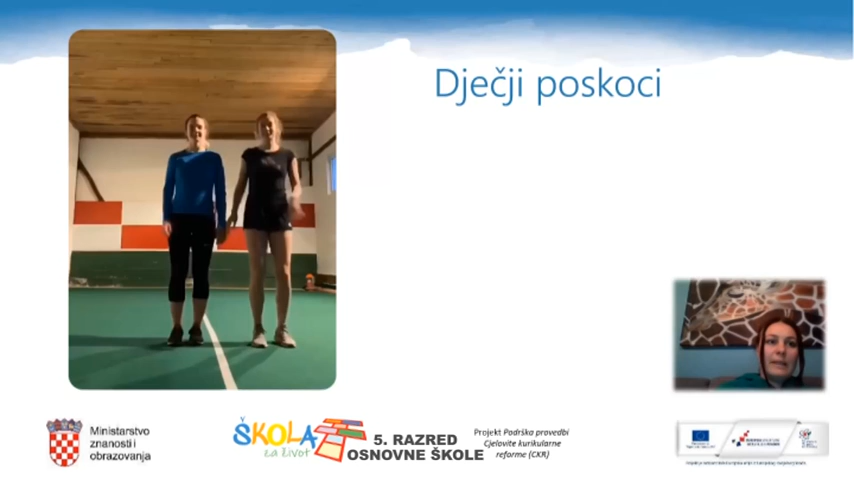 Dječji poskoci
Ministarstvo
znanosti i
obrazovanja
ŠKOLA
za život
5. RAZRED
OSNOVNE ŠKOLE
Projekt Podrška provedbi
Cjelovite kurikularne
reforme (CKR)